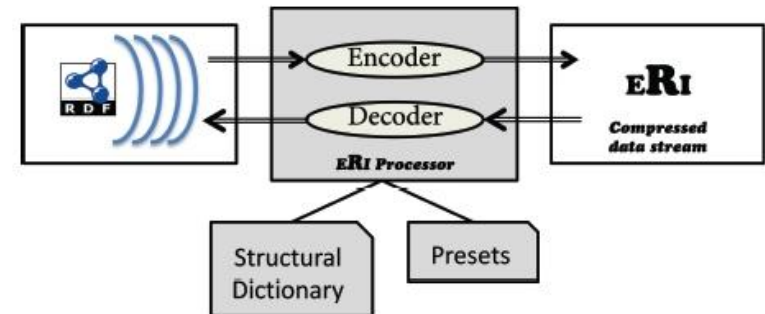 RDF
Encoder
Decoder
ERI Processor
ERI
Compressed
data stream
Structural
Dictionary
Presets